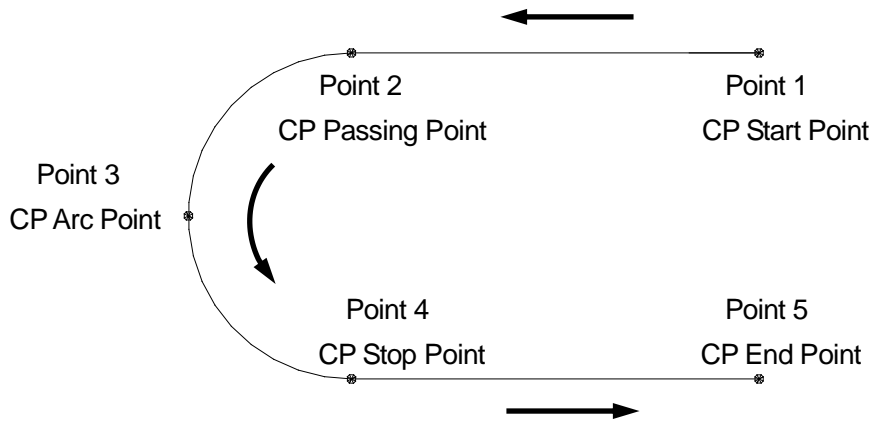 Point 2
CP Passing Point
Point 1
CP Start Point
Point 3
CP Arc Point
Point 4
CP Stop Point
Point 5
CP End Point